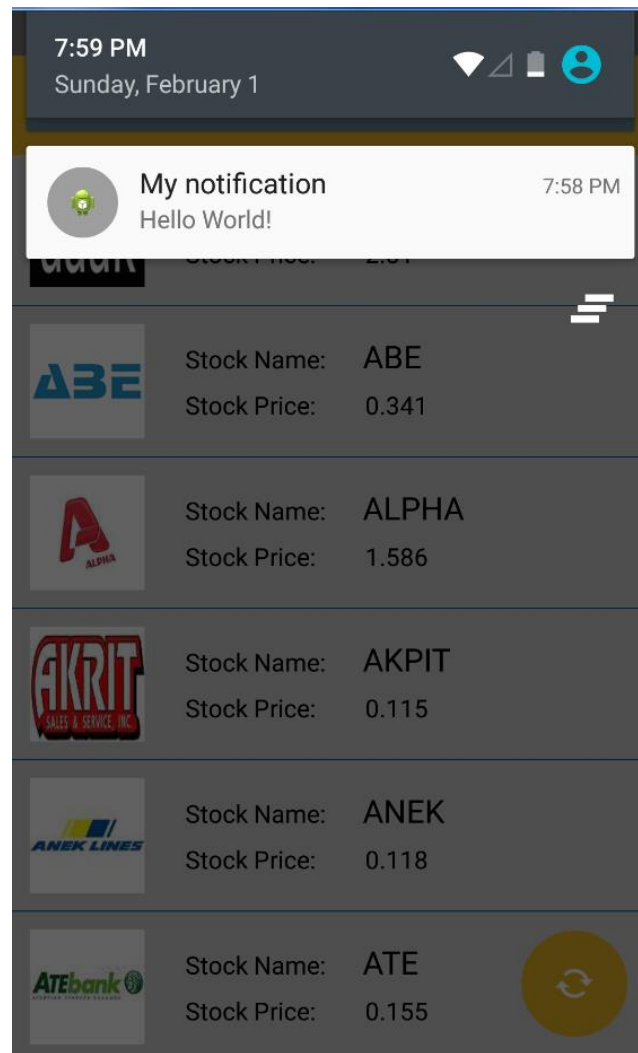 7:59 PM
Sunday, February 1
My notification 7:58 PM
Hello World!
ABE
Stock Name: ABE
Stock Price: 0.341
ALPHA
Stock Name: ALPHA
Stock Price: 1.586
AKRIT
SALES & SERVICE, INC.
Stock Name: AKPIT
Stock Price: 0.115
ANEK LINES
Stock Name: ANEK
Stock Price: 0.118
ATEbank
Stock Name: ATE
Stock Price: 0.155